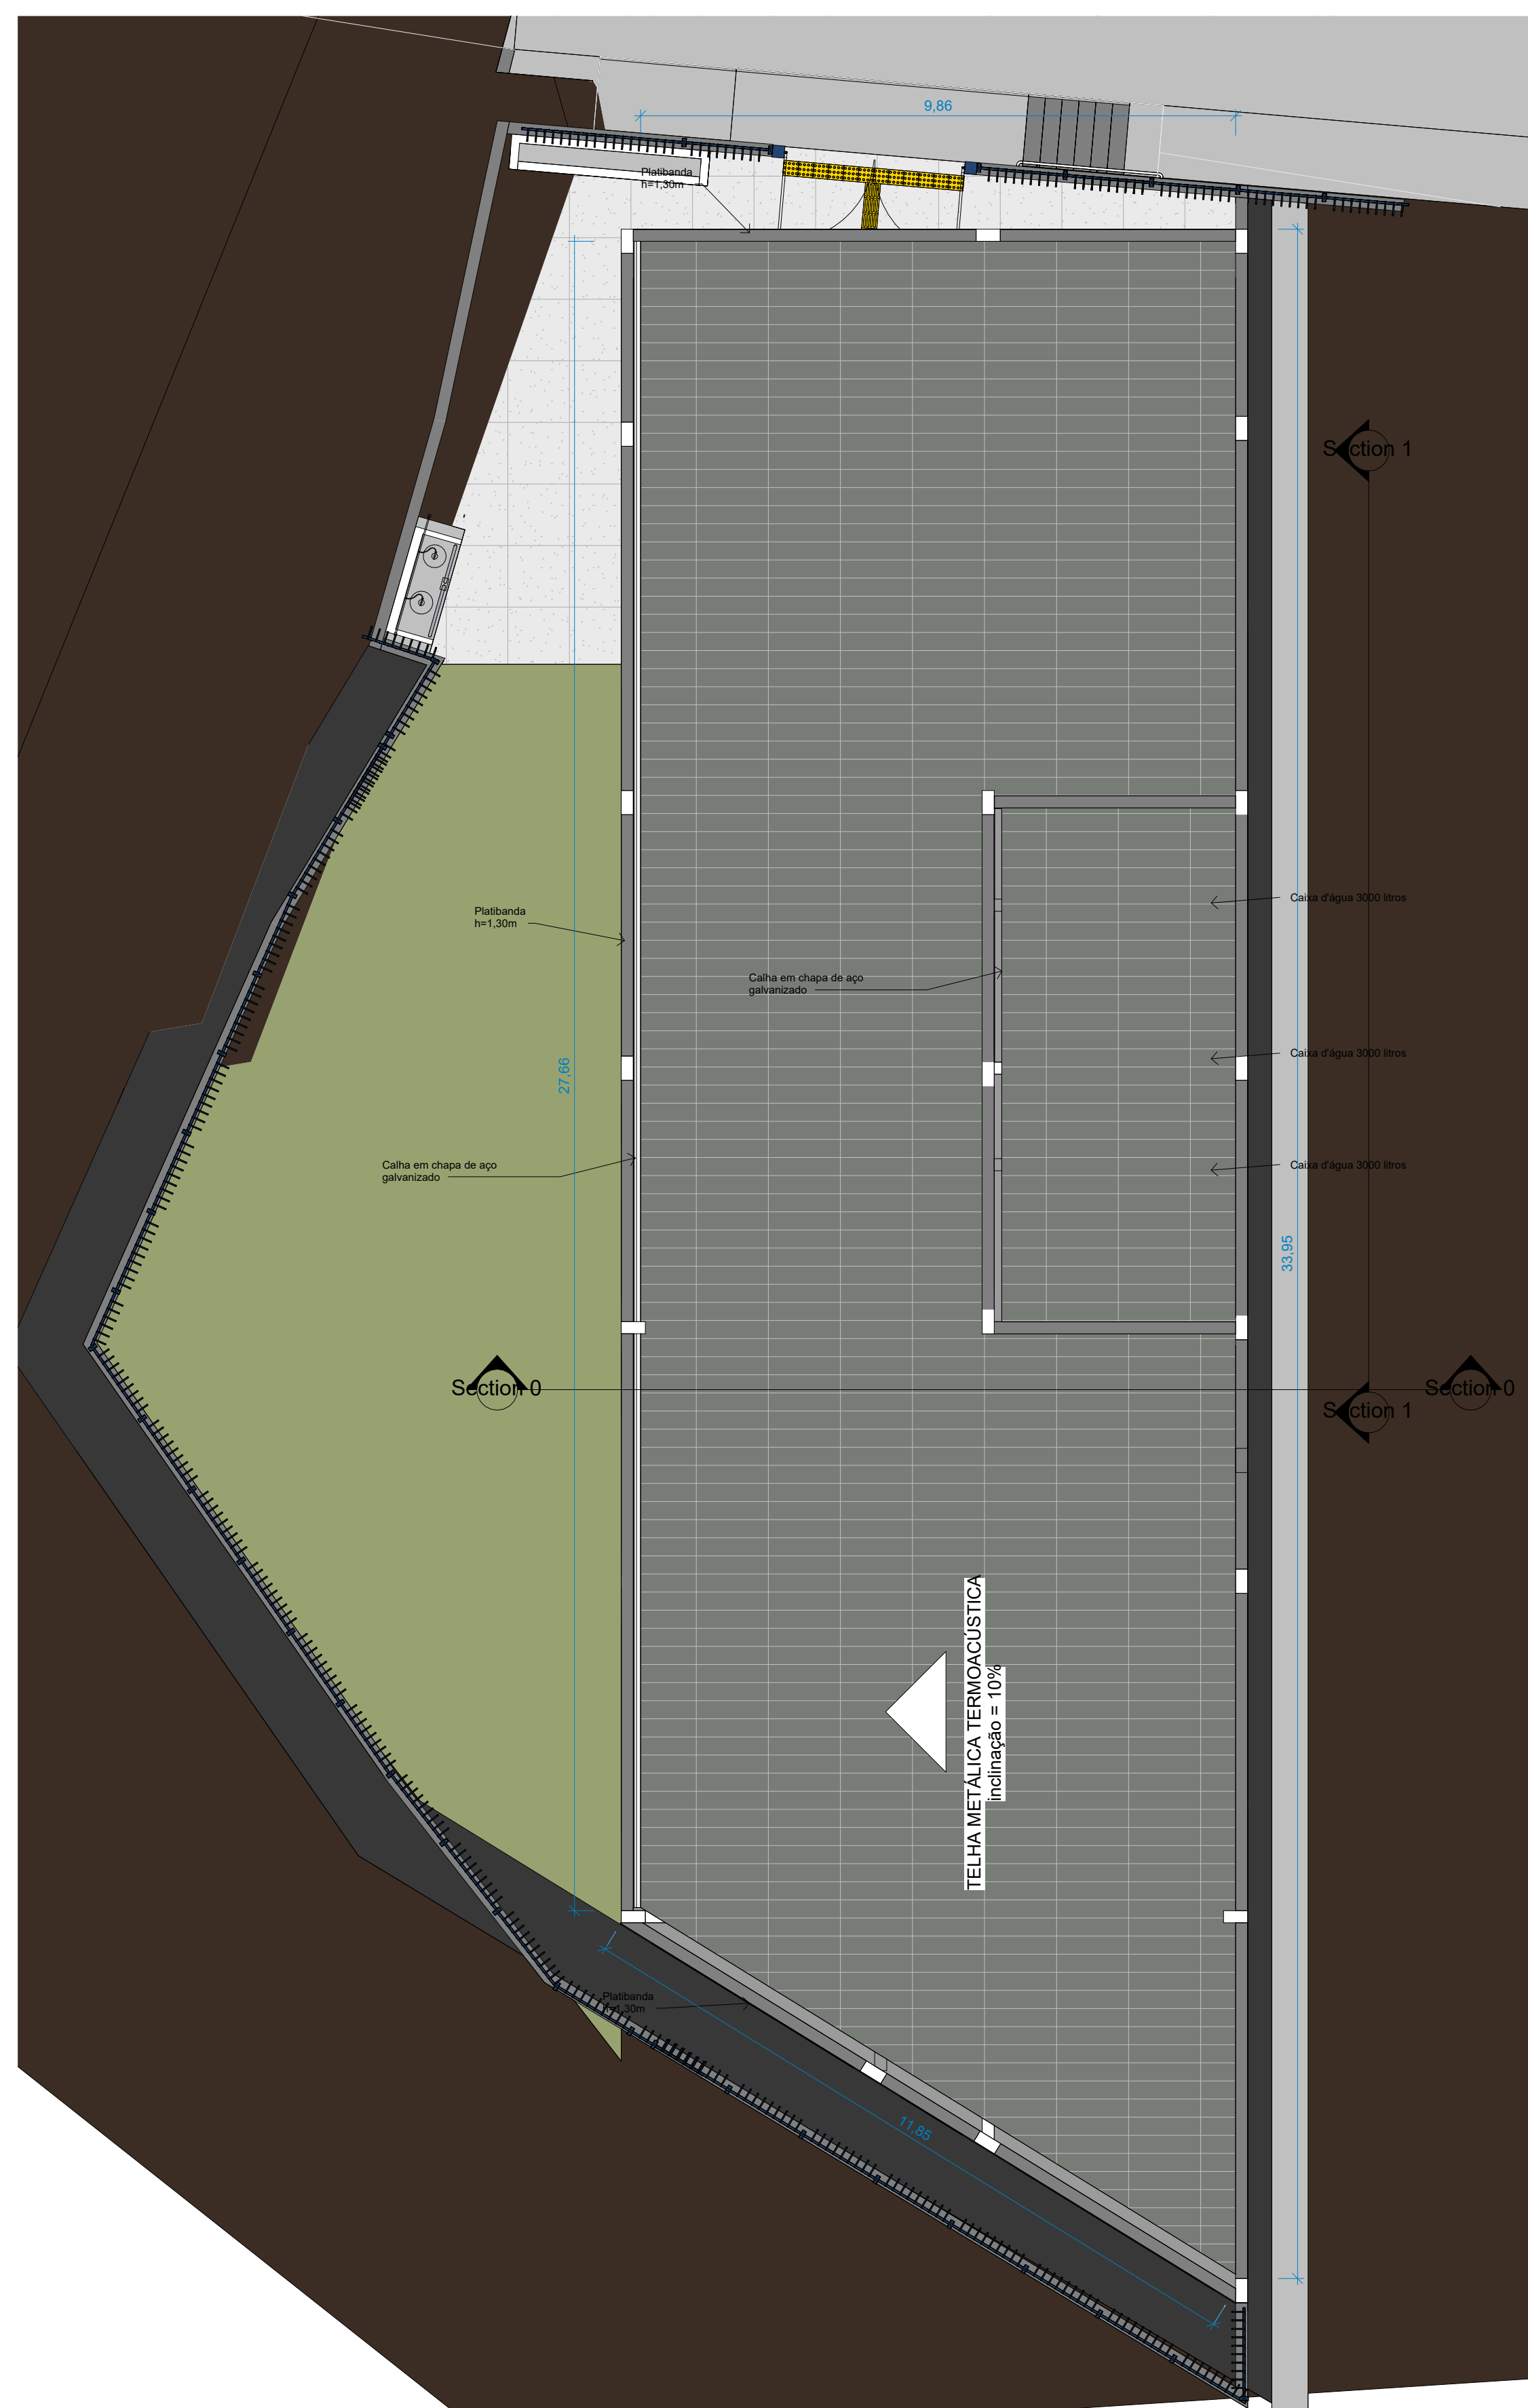 9,86
Platibanda
h=1,30m
Section 1
Caixa d'água 3000 litros
Platibanda
h=1,30m
Calha em chapa de aço
galvanizado
Caixa d'água 3000 litros
27,66
Calha em chapa de aço
galvanizado
Caixa d'água 3000 litros
33,95
Section 0
Section 0
Section 1
TELHA METÁLICA TERMOACÚSTICA
inclinação = 10%
Platibanda
h=1,30m
11,85